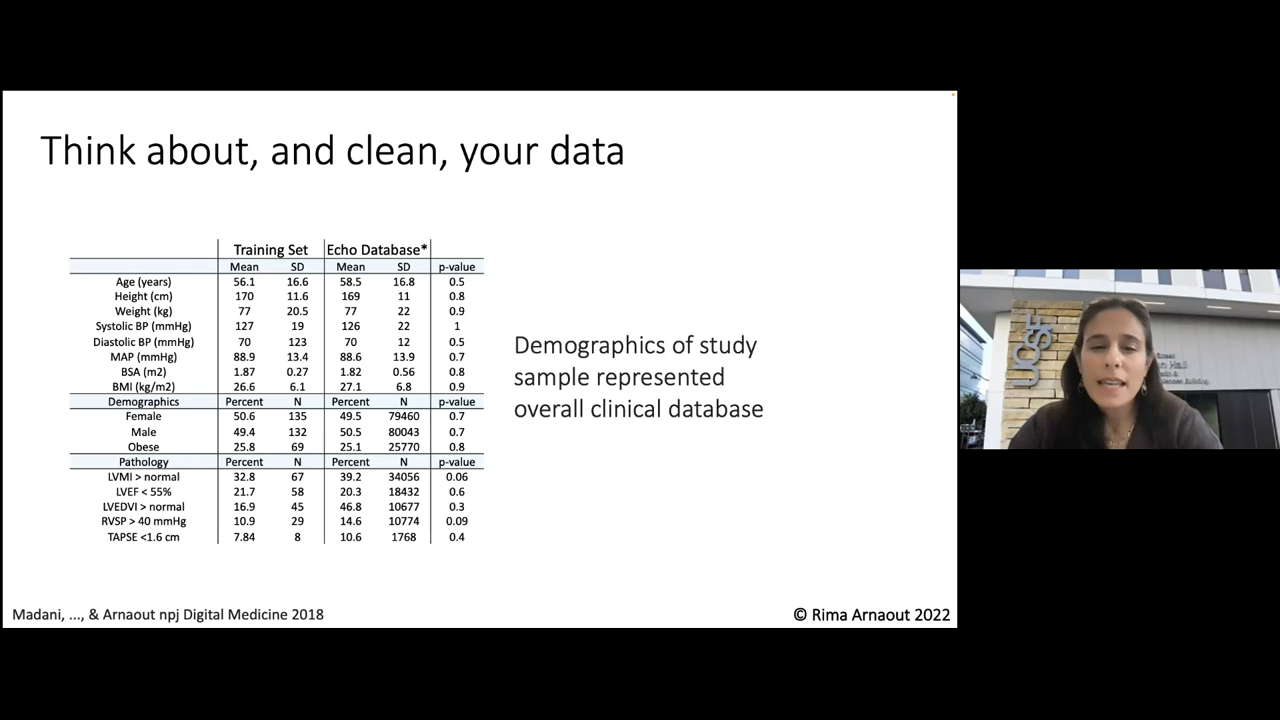 Think about, and clean, your data
Training Set Echo Database*
Mean SD Mean SD p-value
Age (years) 56.1 16.6 58.5 16.8 0.5
Height (cm) 170 11.6 169 11 0.8
Weight (kg) 77 20.5 77 22 0.9
Systolic BP (mmHg) 127 19 126 22 1
Diastolic BP (mmHg) 70 123 70 12 0.5
MAP (mmHg) 88.9 13.4 88.6 13.9 0.7
BSA (m2) 1.87 0.27 1.82 0.56 0.8
BMI (kg/m2) 26.6 6.1 27.1 6.8 0.9
Demographics Percent N Percent N p-value
Female 50.6 135 49.5 79460 0.7
Male 49.4 132 50.5 80043 0.7
Obese 25.8 69 25.1 25770 0.8
Pathology Percent N Percent N p-value
LVMI > normal 32.8 67 39.2 34056 0.06
LVEF < 55% 21.7 58 20.3 18432 0.6
LVEDVI > normal 16.9 45 46.8 10677 0.3
RVSP > 40 mmHg 10.9 29 14.6 10774 0.09
TAPSE <1.6 cm 7.84 8 10.6 1768 0.4
Demographics of study
sample represented
overall clinical database
Madani, ..., & Arnaout npj Digital Medicine 2018
© Rima Arnaout 2022
UCSF
Hall
Building